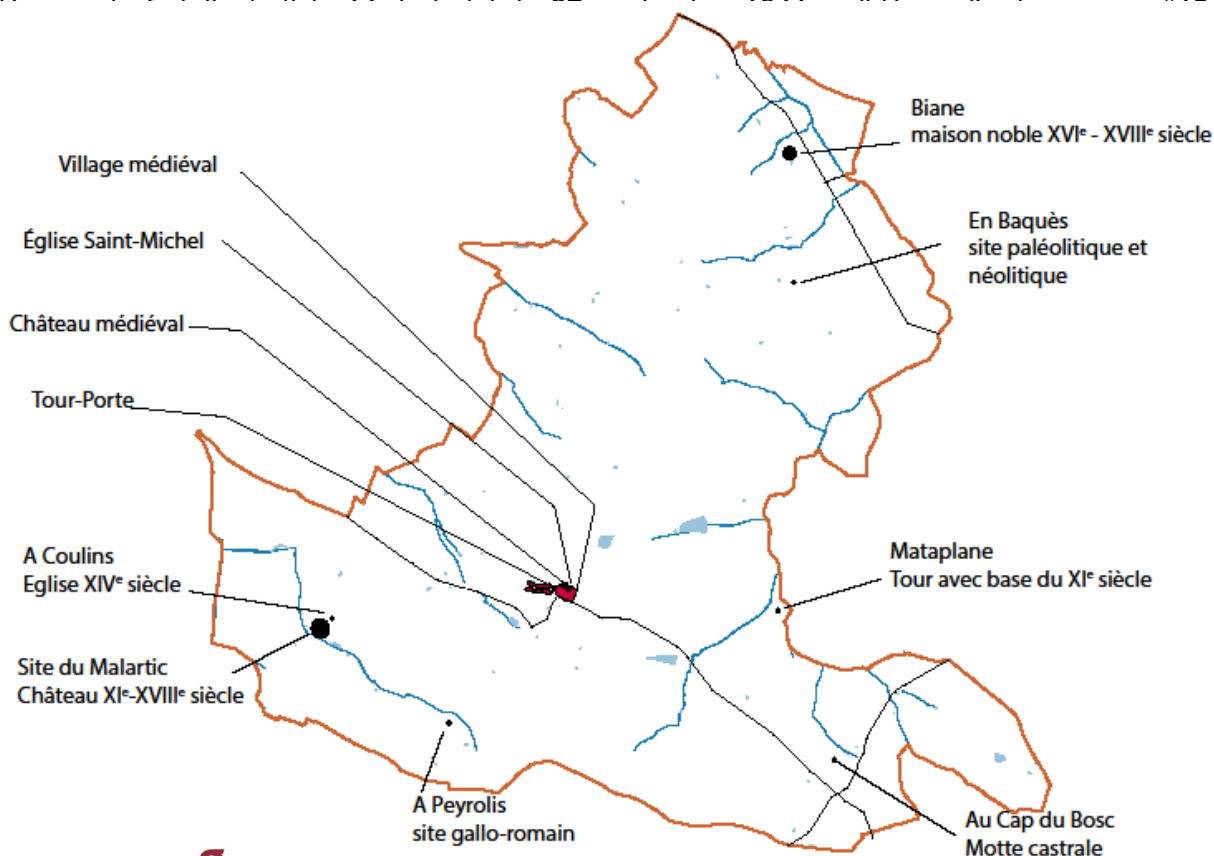 Biane
maison noble XVIe - XVIIIe siècle
Village médiéval
En Baquès
site paléolitique et
néolitique
Église Saint-Michel
Château médiéval
Tour-Porte
A Coulins
Eglise XIVe siècle
Mataplane
Tour avec base du XIe siècle
Site du Malartic
Château XIe-XVIIIe siècle
A Peyrolis
site gallo-romain
Au Cap du Bosc
Motte castrale